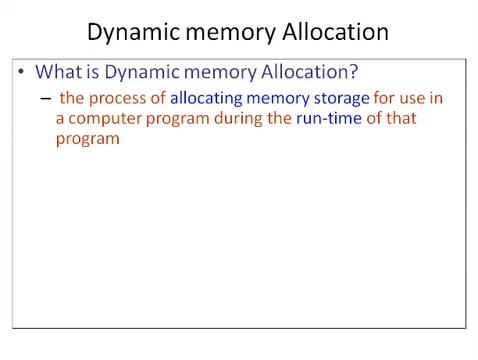 Dynamic memory Allocation
• What is Dynamic memory Allocation?
– the process of allocating memory storage for use in
a computer program during the run-time of that
program